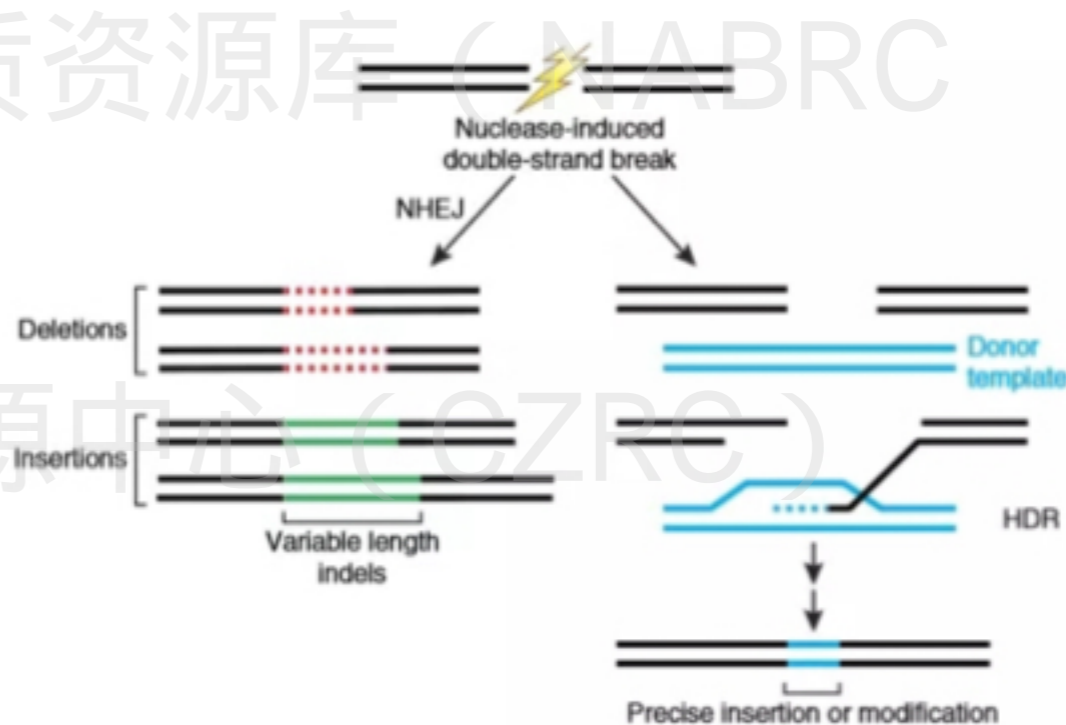 质资源库（NABRC
Nuclease-induced
double-strand break
NHEJ
Deletions
Donor
template
源中心（CZRC）
Insertions
HDR
Variable length
indels
Precise insertion or modification